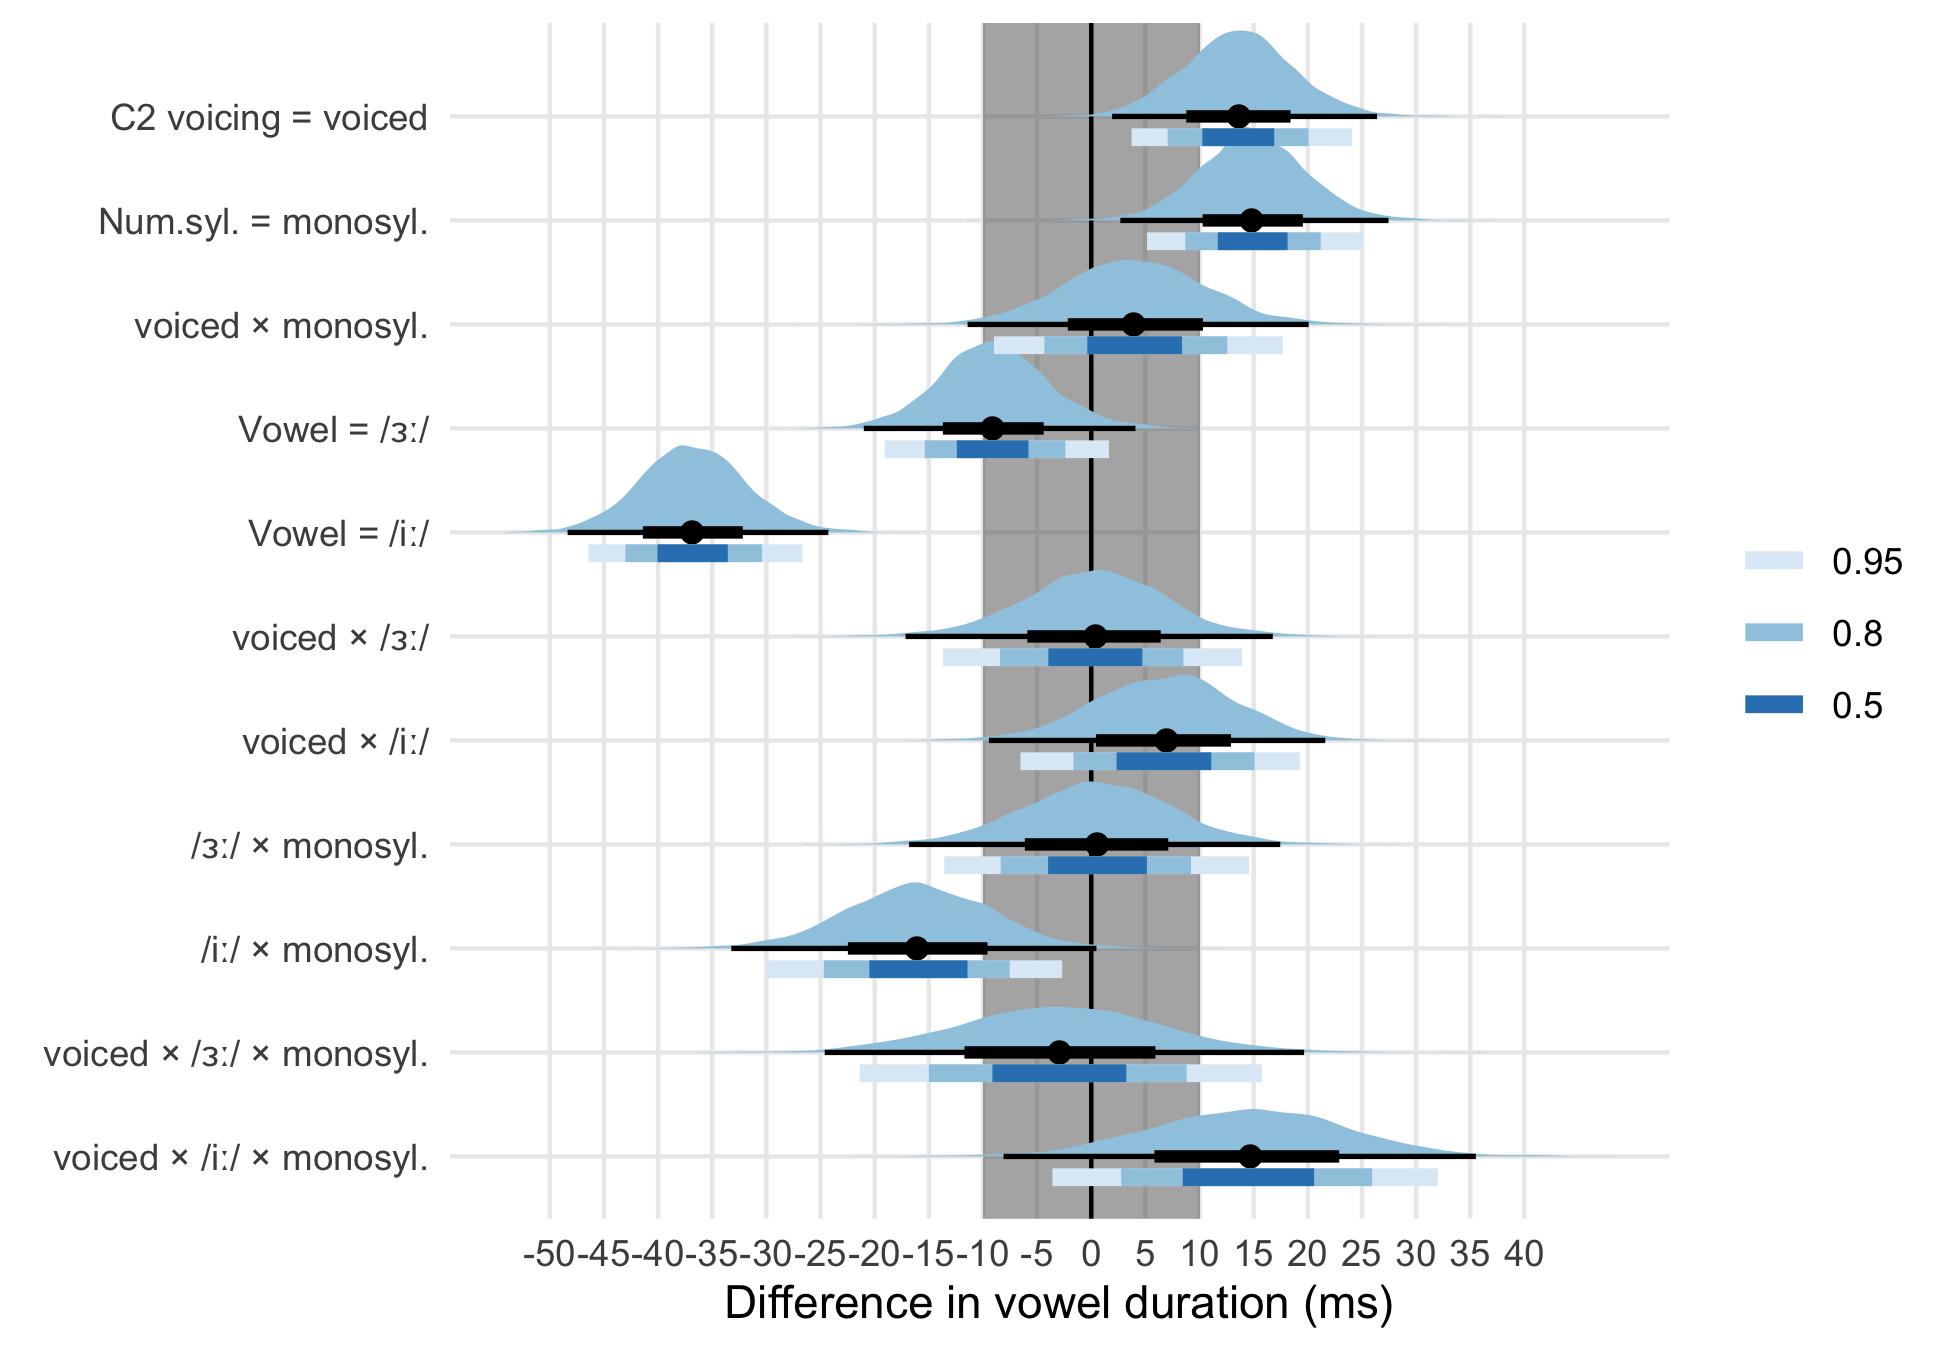 C2 voicing = voiced
Num.syl. = monosyl.
voiced × monosyl.
Vowel = /ɜː/
Vowel = /iː/
voiced × /ɜː/
voiced × /iː/
/ɜː/ × monosyl.
/iː/ × monosyl.
voiced × /ɜː/ × monosyl.
voiced × /iː/ × monosyl.
-50 -45 -40 -35 -30 -25 -20 -15 -10 -5 0 5 10 15 20 25 30 35 40
Difference in vowel duration (ms)
0.95
0.8
0.5